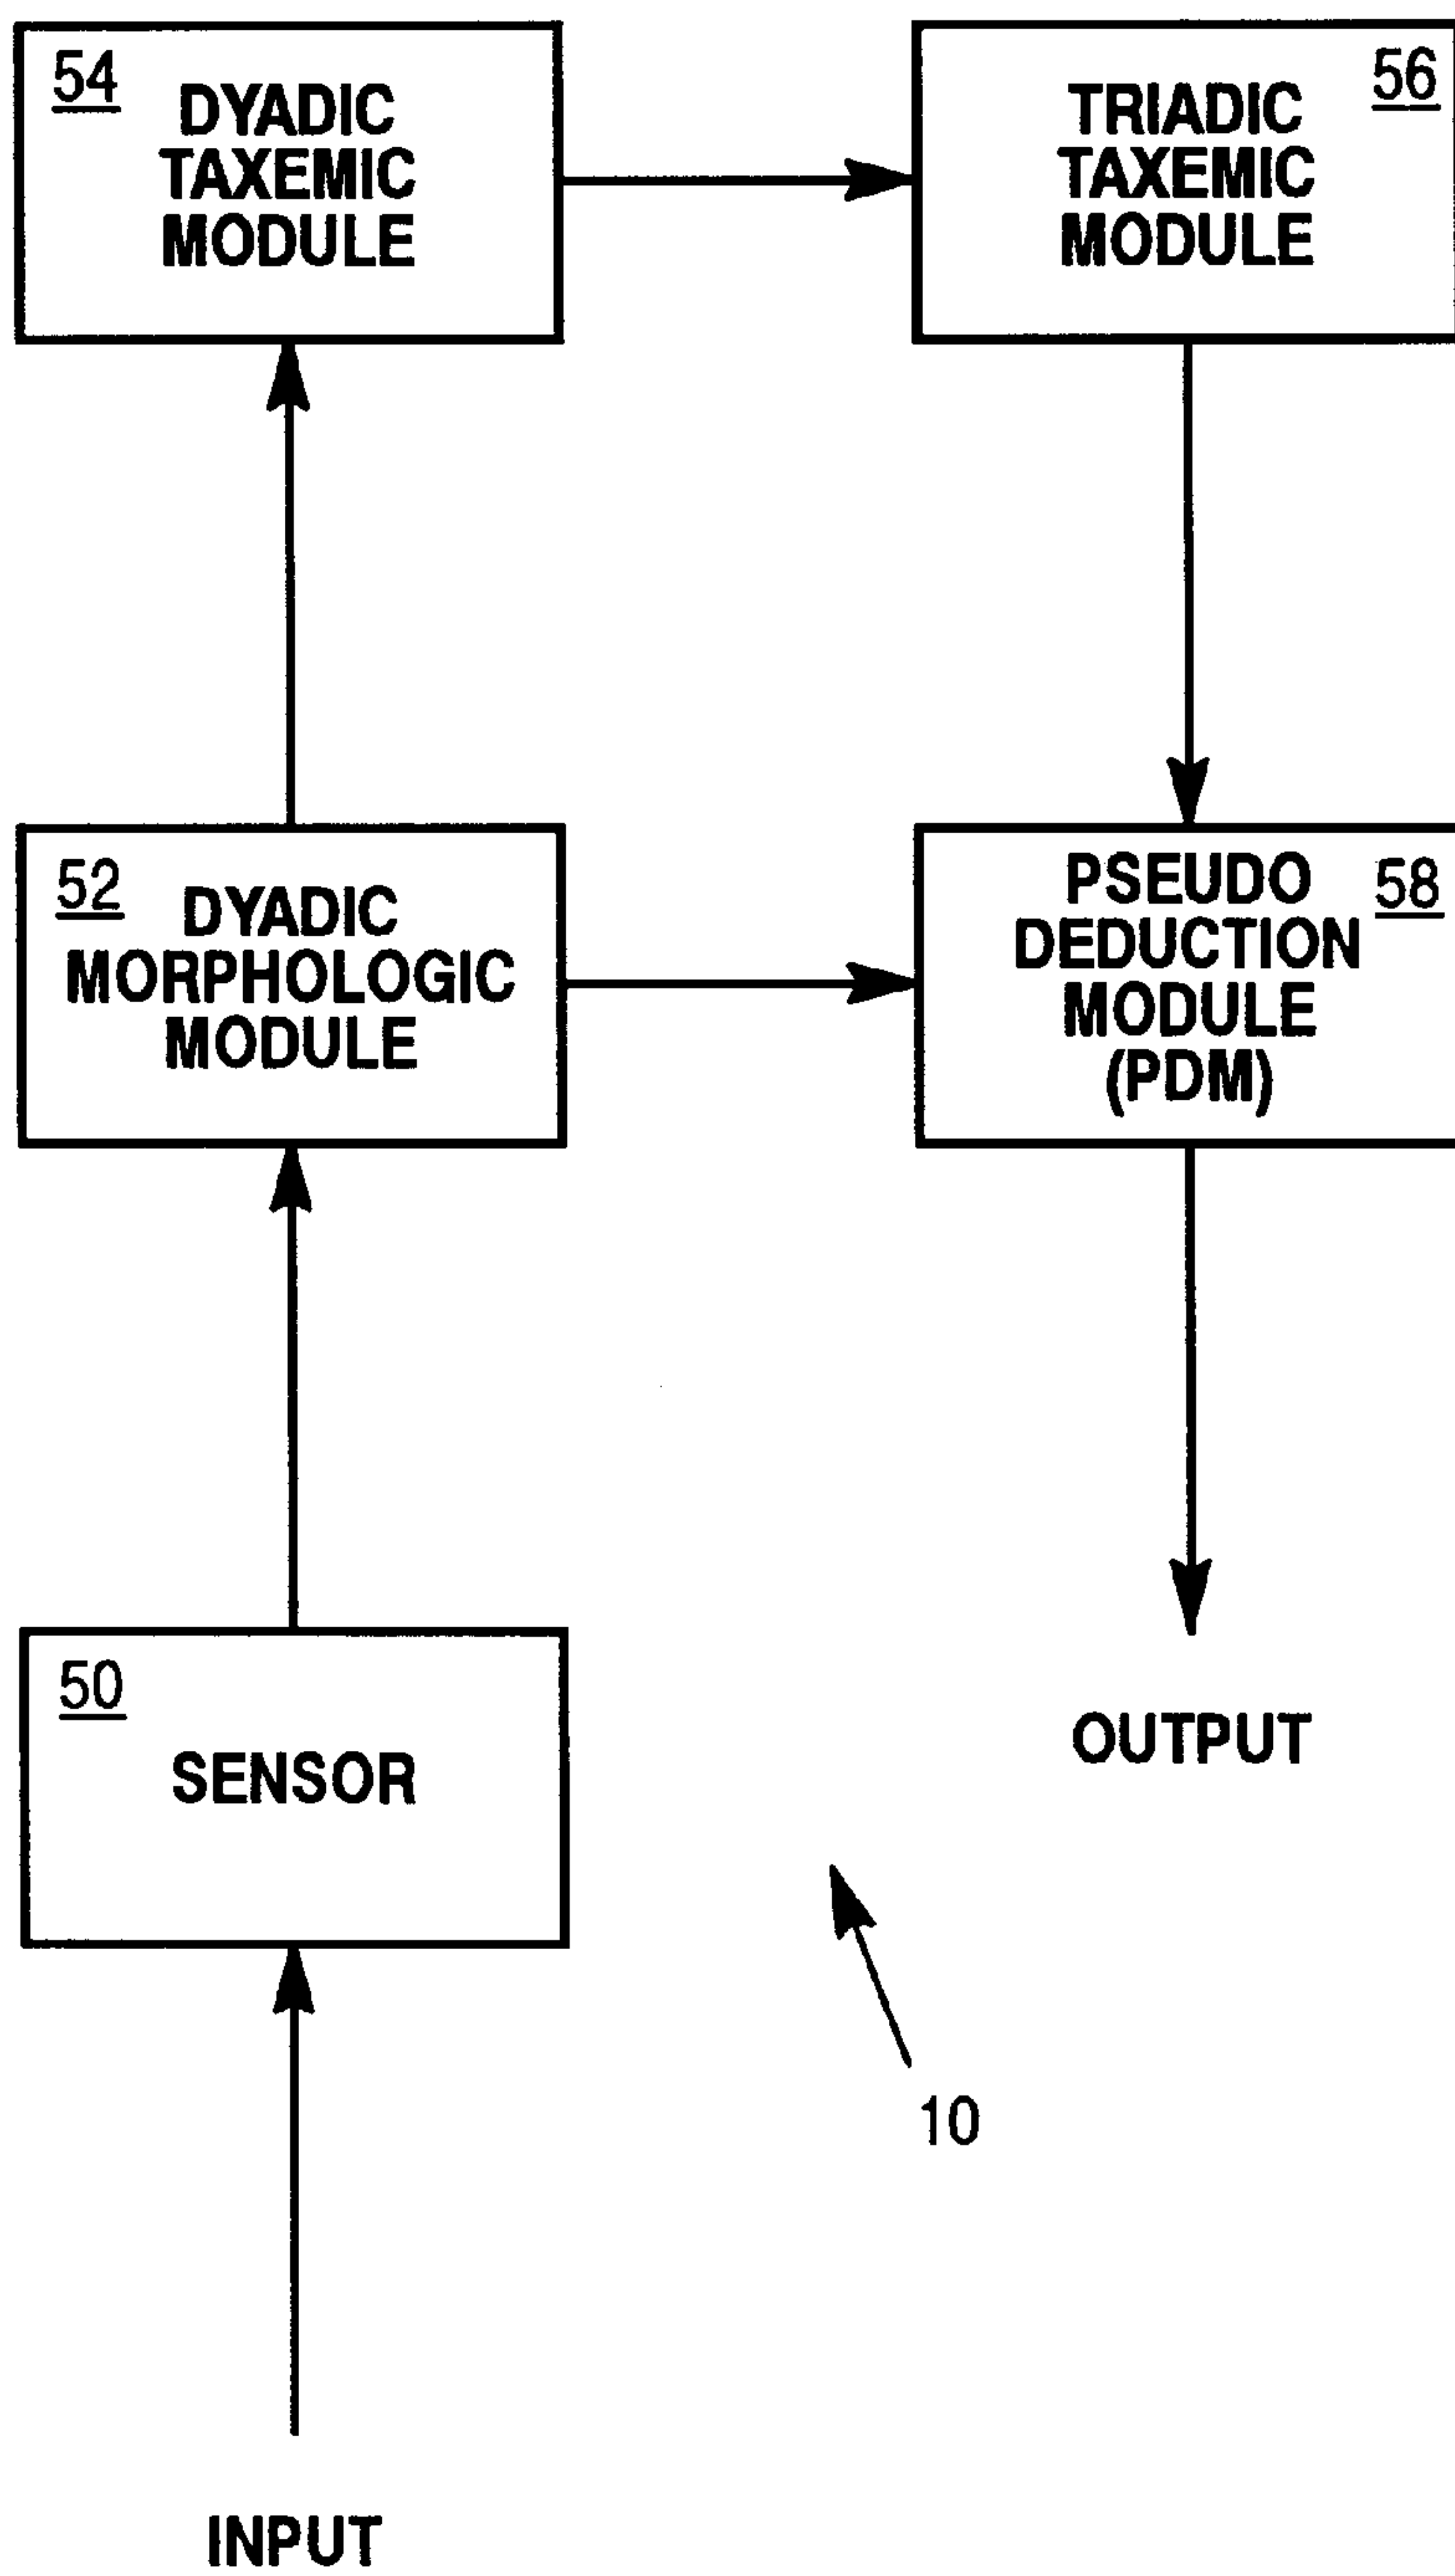 54
DYADIC
TAXEMIC
MODULE
56
TRIADIC
TAXEMIC
MODULE
52
DYADIC
MORPHOLOGIC
MODULE
58
PSEUDO
DEDUCTION
MODULE
(PDM)
50
SENSOR
OUTPUT
10
INPUT